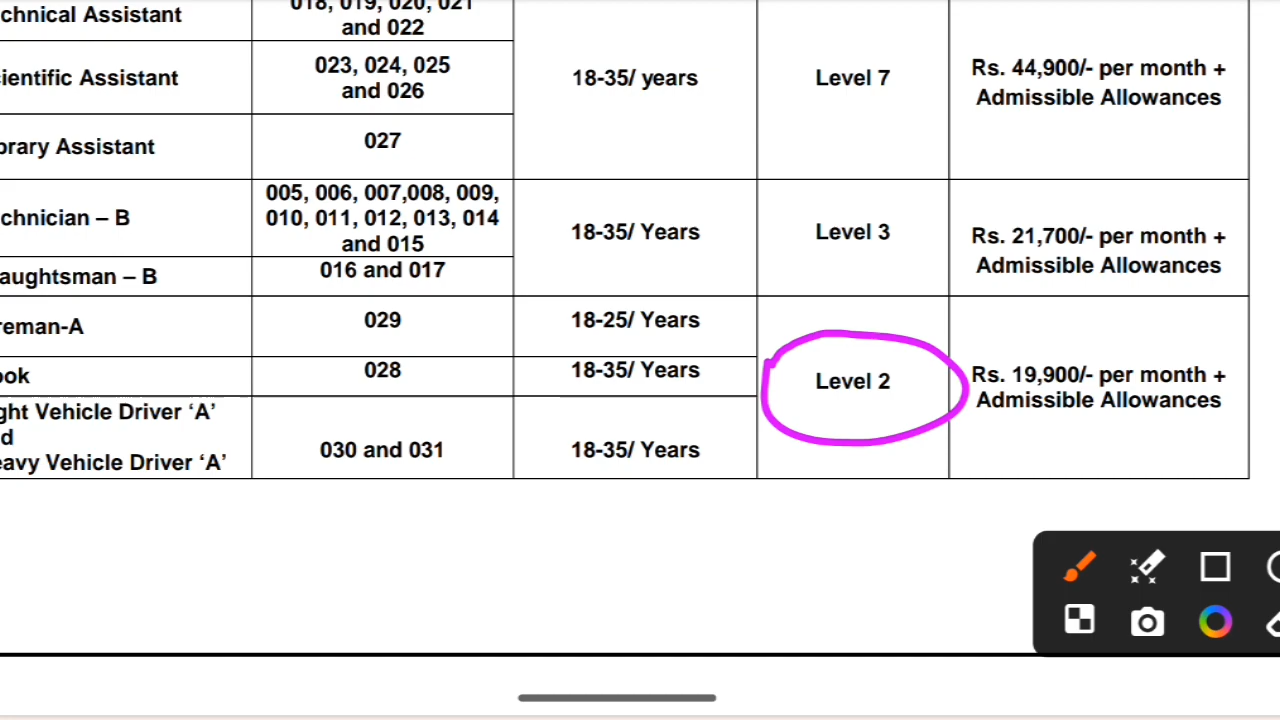 chnical Assistant
018, 019, 020, 021
and 022
ientific Assistant
023, 024, 025
and 026
18-35/ years
Level 7
Rs. 44,900/- per month +
Admissible Allowances
brary Assistant
027
chnician – B
005, 006, 007,008, 009,
010, 011, 012, 013, 014
and 015
18-35/ Years
Level 3
Rs. 21,700/- per month +
Admissible Allowances
aughtsman – B
016 and 017
reman-A
029
18-25/ Years
Level 2
Rs. 19,900/- per month +
Admissible Allowances
ok
028
18-35/ Years
ght Vehicle Driver ‘A’
d
eavy Vehicle Driver ‘A’
030 and 031
18-35/ Years